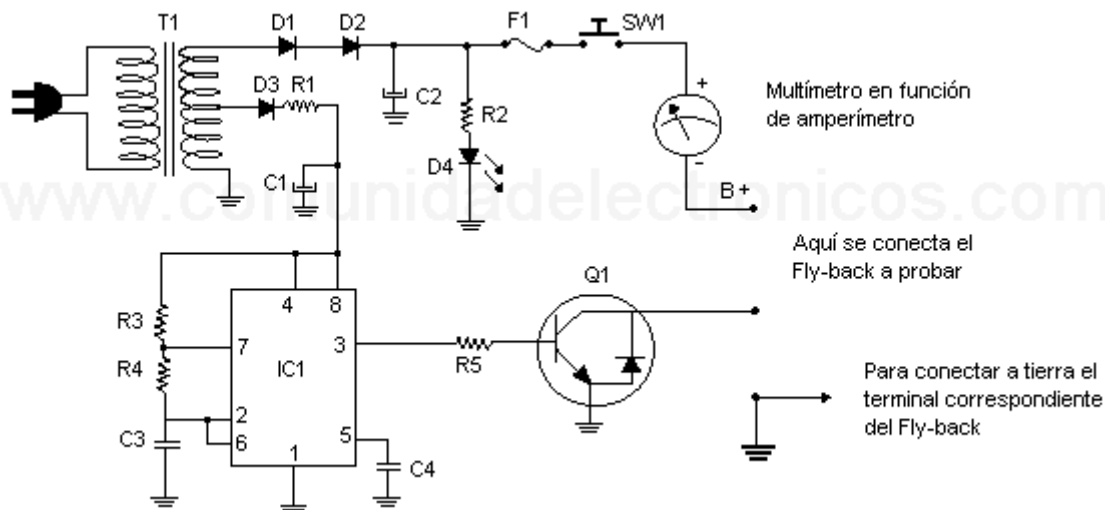 T1
D1
D2
F1
SW1
D3
R1
C2
R2
+
-
Multímetro en función
de amperímetro
C1
D4
B+
www.comunidadelectronicos.com
Aquí se conecta el
Fly-back a probar
Q1
R3
4
8
7
3
R4
IC1
R5
2
6
5
1
C3
C4
Para conectar a tierra el
terminal correspondiente
del Fly-back